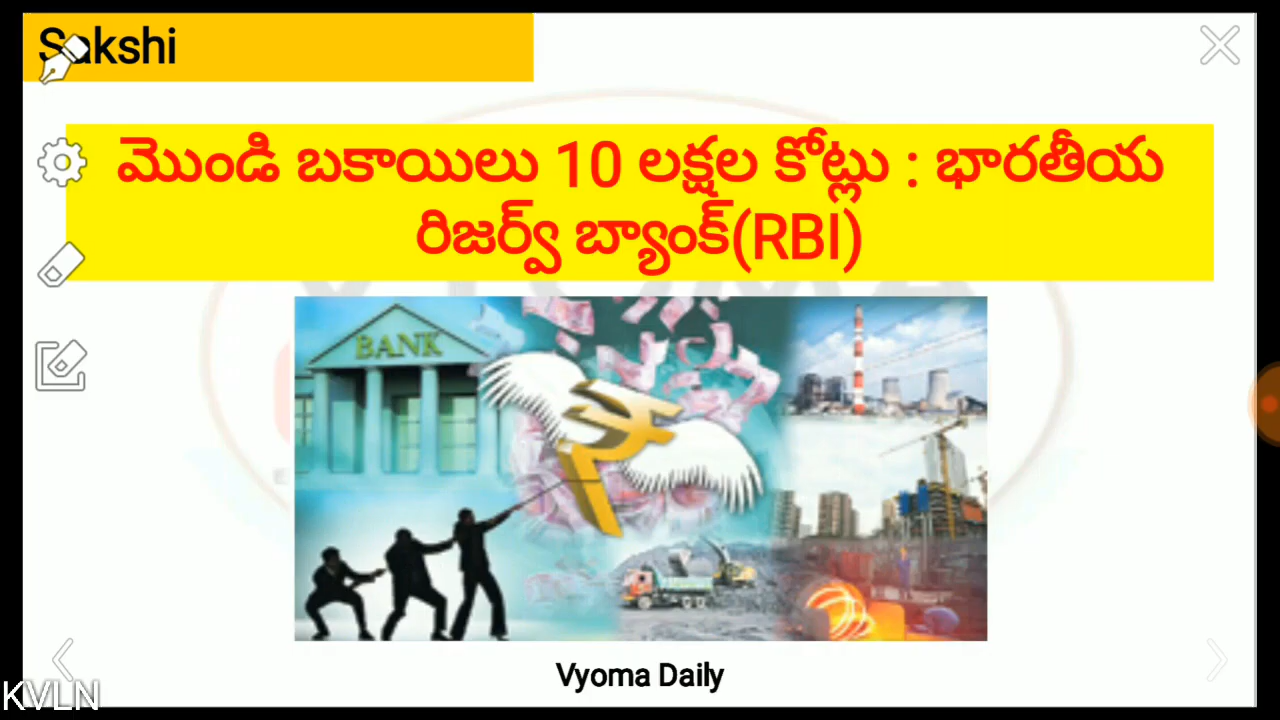 Sakshi
మొండి బకాయిలు 10 లక్షల కోట్లు : భారతీయ
రిజర్వ్ బ్యాంక్(RBI)
BANK
Vyoma Daily
KVLN